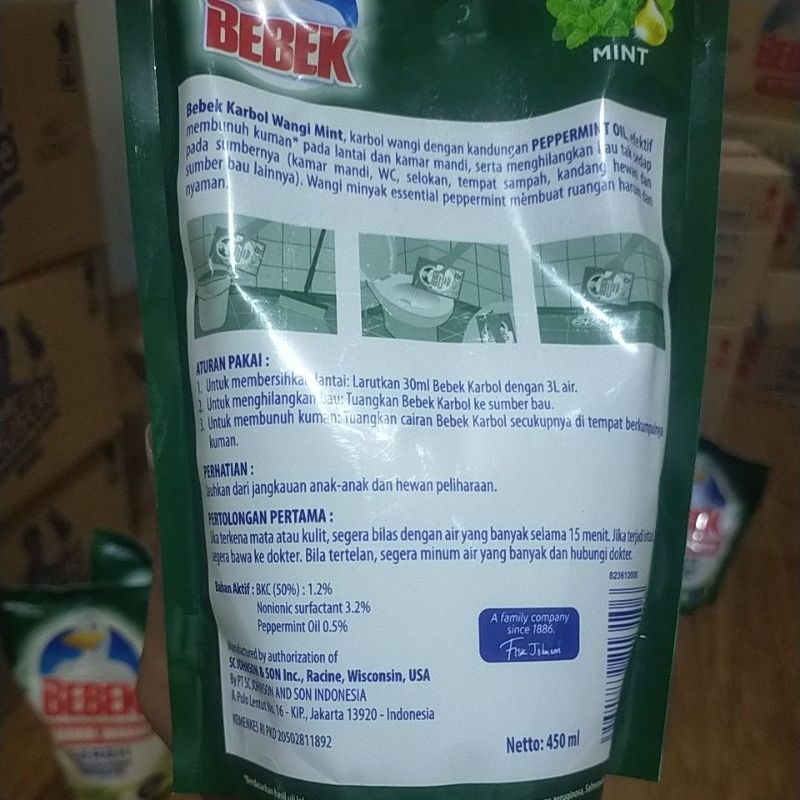 BEBEK
MINT
Bebek Karbol Wangi Mint, karbol wangi dengan kandungan PEPPERMINT OIL, efektif
membunuh kuman* pada lantai dan kamar mandi, serta menghilangkan bau tak sedap
pada sumbernya (kamar mandi, WC, selokan, tempat sampah, kandang hewan dan
sumber bau lainnya). Wangi minyak essential peppermint membuat ruangan harum dan
nyaman.
ATURAN PAKAI :
1. Untuk membersihkan lantai: Larutkan 30ml Bebek Karbol dengan 3L air.
2. Untuk menghilangkan bau: Tuangkan Bebek Karbol ke sumber bau.
3. Untuk membunuh kuman: Tuangkan cairan Bebek Karbol secukupnya di tempat berkumpulnya
kuman.
PERHATIAN :
Jauhkan dari jangkauan anak-anak dan hewan peliharaan.
PERTOLONGAN PERTAMA :
Jika terkena mata atau kulit, segera bilas dengan air yang banyak selama 15 menit. Jika terjadi
segera bawa ke dokter. Bila tertelan, segera minum air yang banyak dan hubungi dokter.
823612000
Bahan Aktif : BKC (50%) : 1.2%
Nonionic surfactant 3.2%
Peppermint Oil 0.5%
A family company
since 1886.
Manufactured by authorization of
SC JOHNSON & SON Inc., Racine, Wisconsin, USA
By PT SC JOHNSON AND SON INDONESIA
Jl. Pulo Lentut No. 16 - KIP., Jakarta 13920 - Indonesia
KEMENKES RI PKD 20502811892
Netto: 450 ml
BEBEK
BEBEK